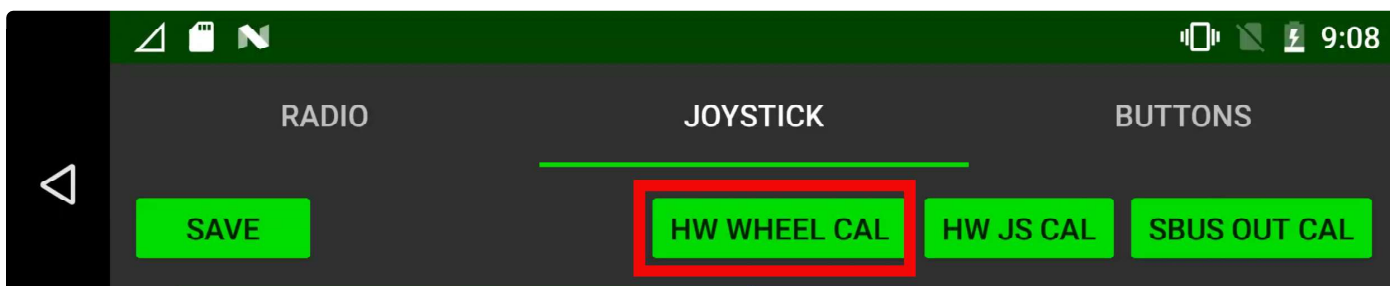 9:08
RADIO JOYSTICK BUTTONS
SAVE HW WHEEL CAL HW JS CAL SBUS OUT CAL